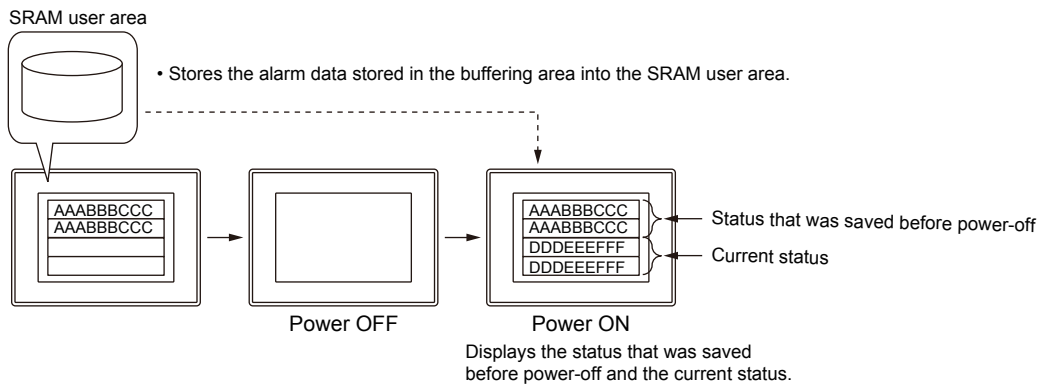 SRAM user area
• Stores the alarm data stored in the buffering area into the SRAM user area.
AAABBBCCC
AAABBBCCC
AAABBBCCC
AAABBBCCC
DDDEEEFFF
DDDEEEFFF
Status that was saved before power-off
Current status
Power OFF
Power ON
Displays the status that was saved
before power-off and the current status.